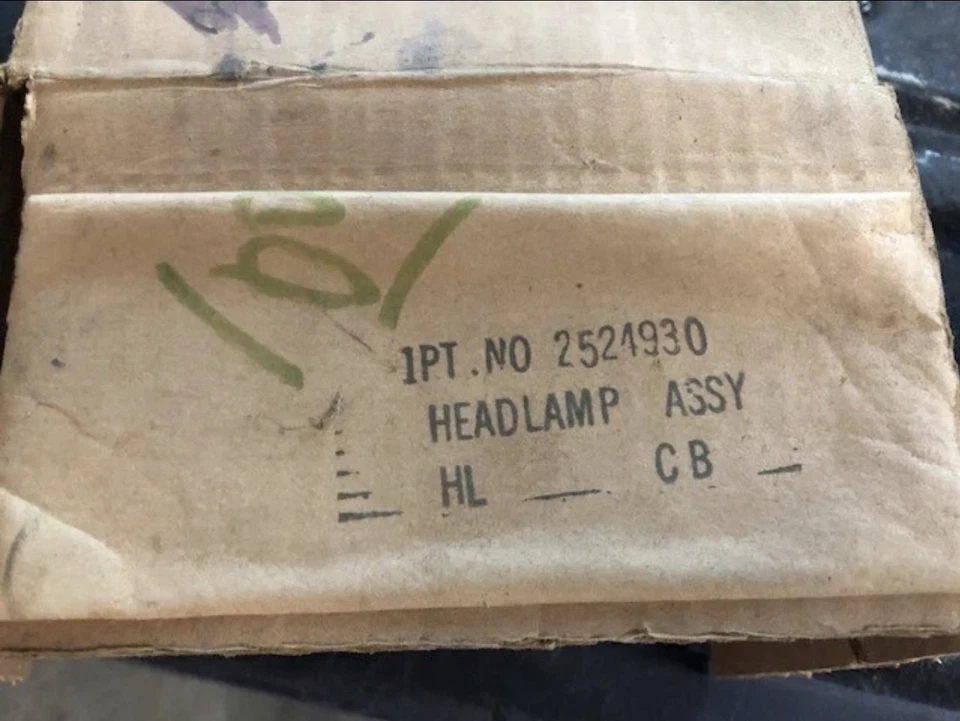 1PT.NO 2524930
HEADLAMP ASSY
HL CB